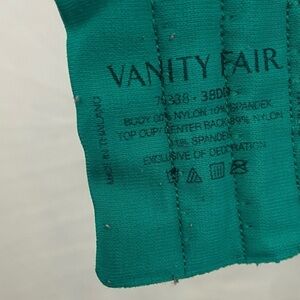 VANITY FAIR
38DD
BODY NYLON 10% SPANDEX
TOP CUP/CENTER BACK 89% NYLON
11% SPANDEX
EXCLUSIVE OF DECORATION
MADE IN THAILAND